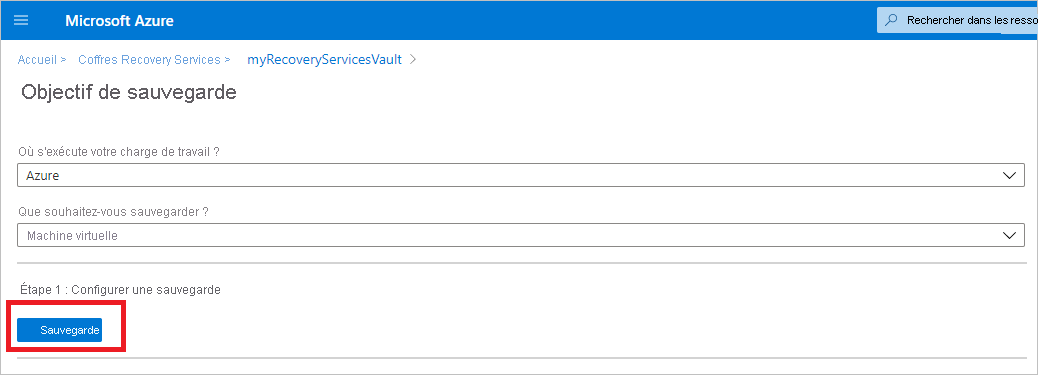 Microsoft Azure
Rechercher dans les resso
Accueil > Coffres Recovery Services > myRecoveryServicesVault >
Objectif de sauvegarde
Où s'exécute votre charge de travail ?
Azure
Que souhaitez-vous sauvegarder ?
Machine virtuelle
Étape 1 : Configurer une sauvegarde
Sauvegarde